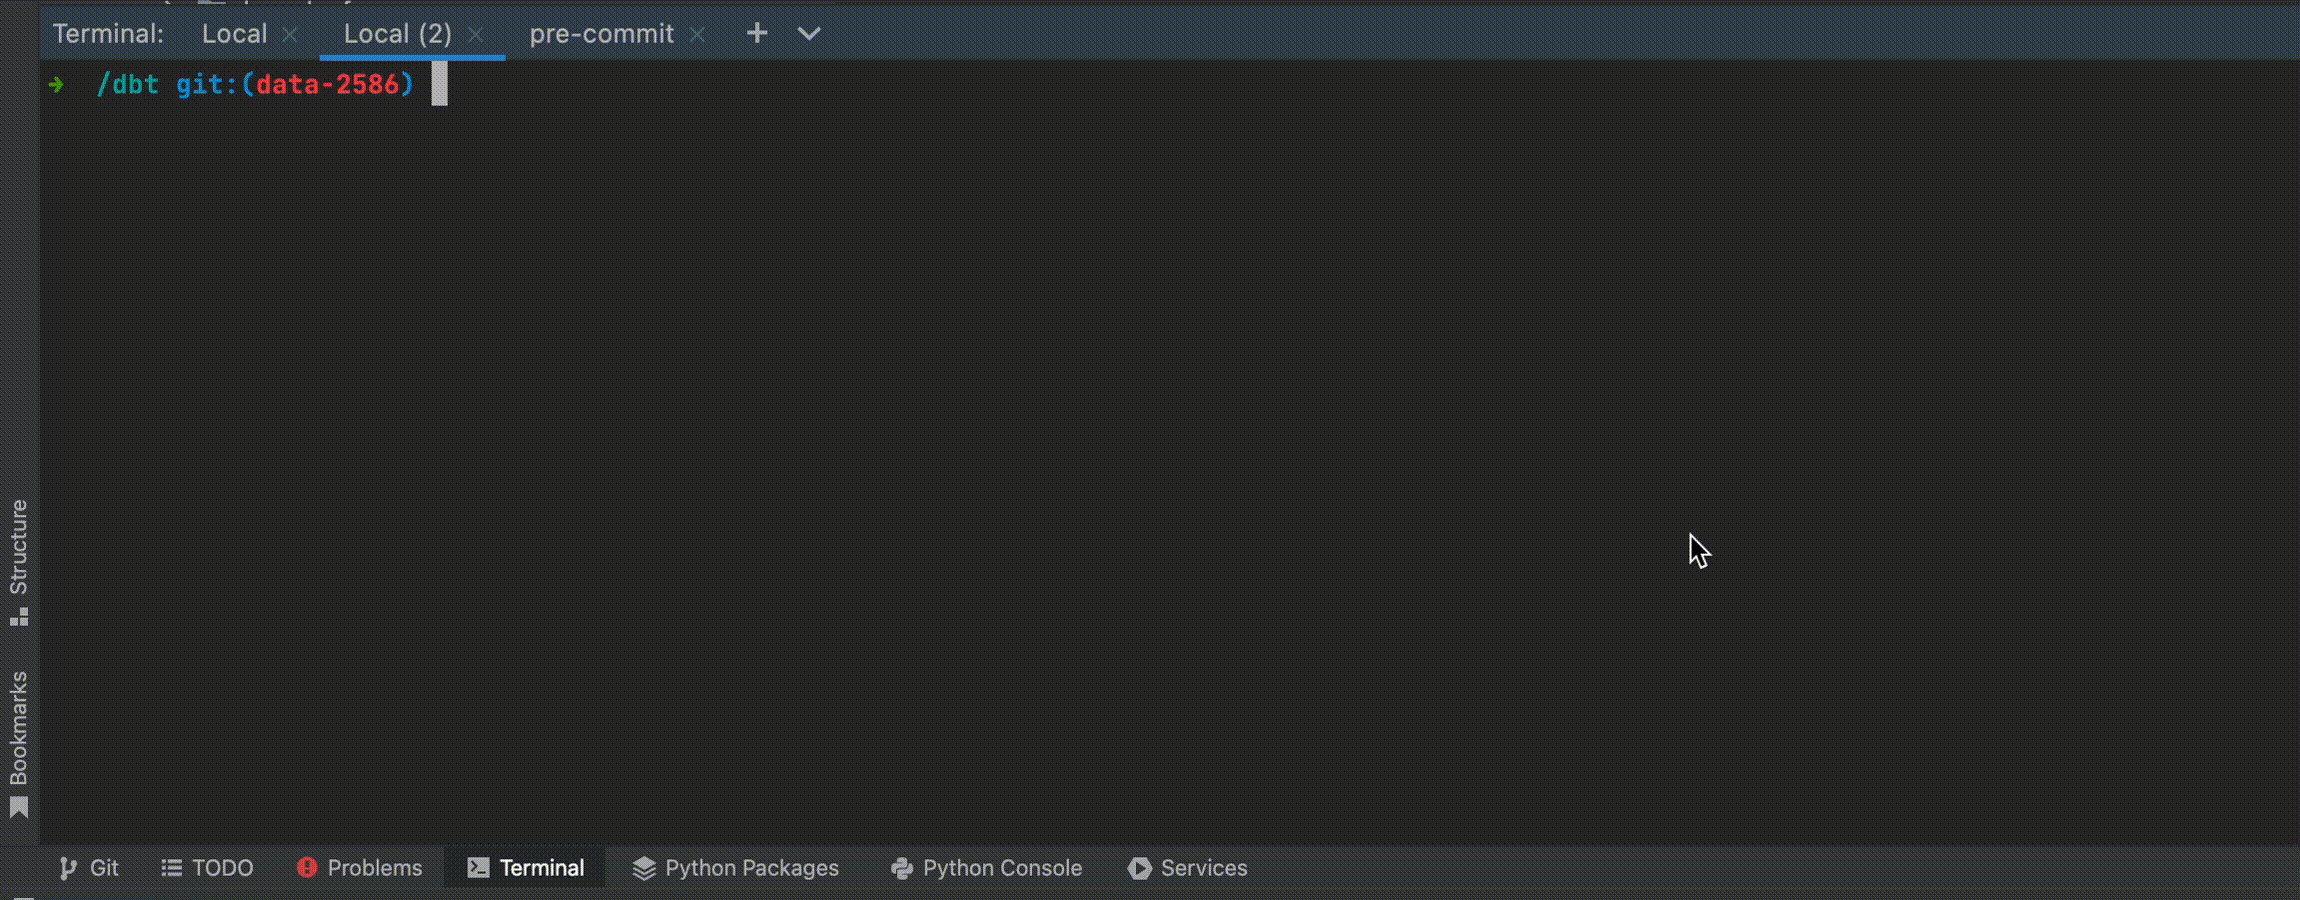 Terminal: Local Local (2) pre-commit
/dbt git:(data-2586)
Structure
Bookmarks
Git TODO Problems Terminal Python Packages Python Console Services